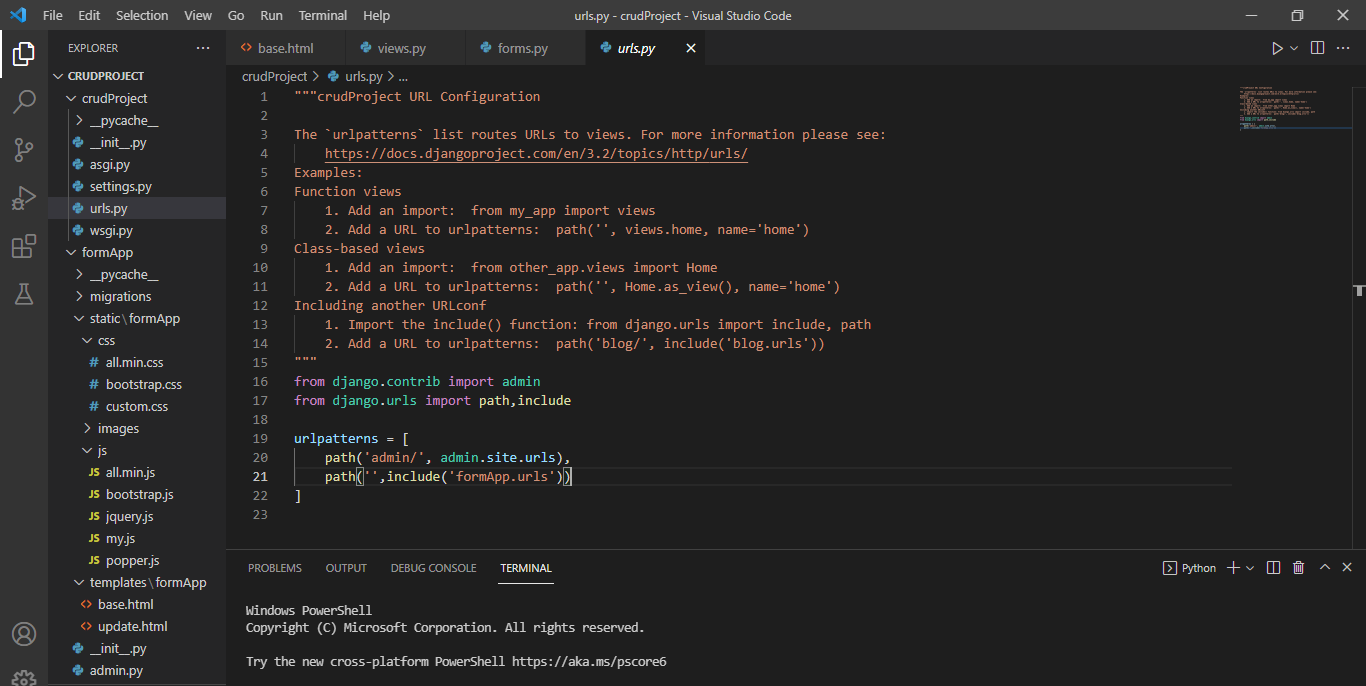 File Edit Selection View Go Run Terminal Help
urls.py - crudProject - Visual Studio Code
EXPLORER
CRUDPROJECT
crudProject
__pycache__
__init__.py
asgi.py
settings.py
urls.py
wsgi.py
formApp
__pycache__
migrations
static\formApp
css
# all.min.css
# bootstrap.css
# custom.css
images
js
JS all.min.js
JS bootstrap.js
JS jquery.js
JS my.js
JS popper.js
templates\formApp
<> base.html
<> update.html
__init__.py
admin.py
<> base.html views.py forms.py urls.py
crudProject > urls.py > ...
1 """crudProject URL Configuration
2
3 The `urlpatterns` list routes URLs to views. For more information please see:
4 https://docs.djangoproject.com/en/3.2/topics/http/urls/
5 Examples:
6 Function views
7 1. Add an import:  from my_app import views
8 2. Add a URL to urlpatterns:  path('', views.home, name='home')
9 Class-based views
10 1. Add an import:  from other_app.views import Home
11 2. Add a URL to urlpatterns:  path('', Home.as_view(), name='home')
12 Including another URLconf
13 1. Import the include() function: from django.urls import include, path
14 2. Add a URL to urlpatterns:  path('blog/', include('blog.urls'))
15 """
16 from django.contrib import admin
17 from django.urls import path,include
18
19 urlpatterns = [
20 path('admin/', admin.site.urls),
21 path('',include('formApp.urls'))
22 ]
23
PROBLEMS OUTPUT DEBUG CONSOLE TERMINAL
Python
Windows PowerShell
Copyright (C) Microsoft Corporation. All rights reserved.
Try the new cross-platform PowerShell https://aka.ms/pscore6